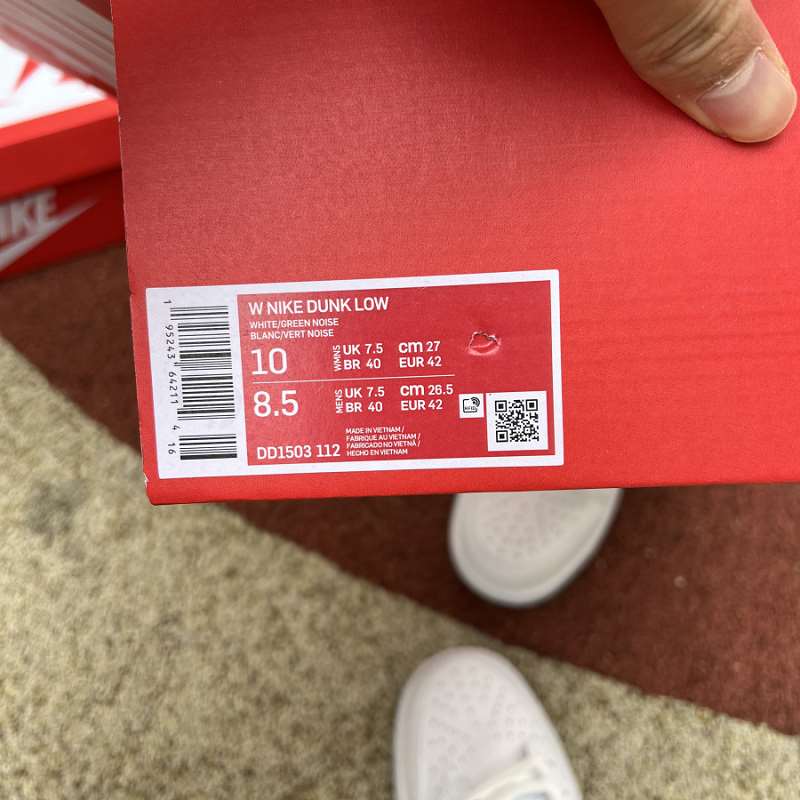 NIKE
W NIKE DUNK LOW
WHITE/GREEN NOISE
BLANC/VERT NOISE
10 WMNS UK 7.5 cm 27
BR 40 EUR 42
8.5 MENS UK 7.5 cm 26.5
BR 40 EUR 42
RFID
DD1503 112
MADE IN VIETNAM /
FABRIQUE AU VIETNAM /
FABRICADO NO VIETNÃ /
HECHO EN VIETNAM
1 95243 64211 4 16